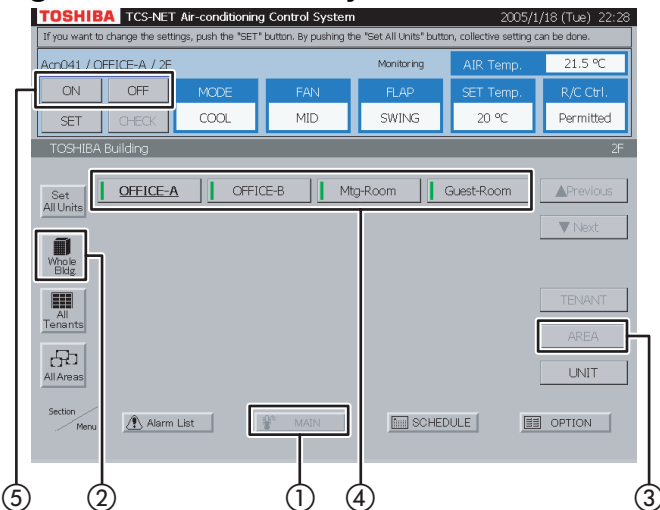 TOSHIBA TCS-NET Air-conditioning Control System 2005/1/18 (Tue) 22:28
If you want to change the settings, push the "SET" button. By pushing the "Set All Units" button, collective setting can be done.
Acn041 / OFFICE-A / 2F Monitoring AIR Temp. 21.5 °C
ON OFF MODE FAN FLAP SET Temp. R/C Ctrl.
SET CHECK COOL MID SWING 20 °C Permitted
TOSHIBA Building 2F
Set
All Units
OFFICE-A OFFICE-B Mtg-Room Guest-Room ▲Previous
▼ Next
Whole
Bldg
All
Tenants
TENANT
AREA
All Areas
UNIT
Section
Menu
Alarm List MAIN SCHEDULE OPTION
⑤ ② ① ④ ③